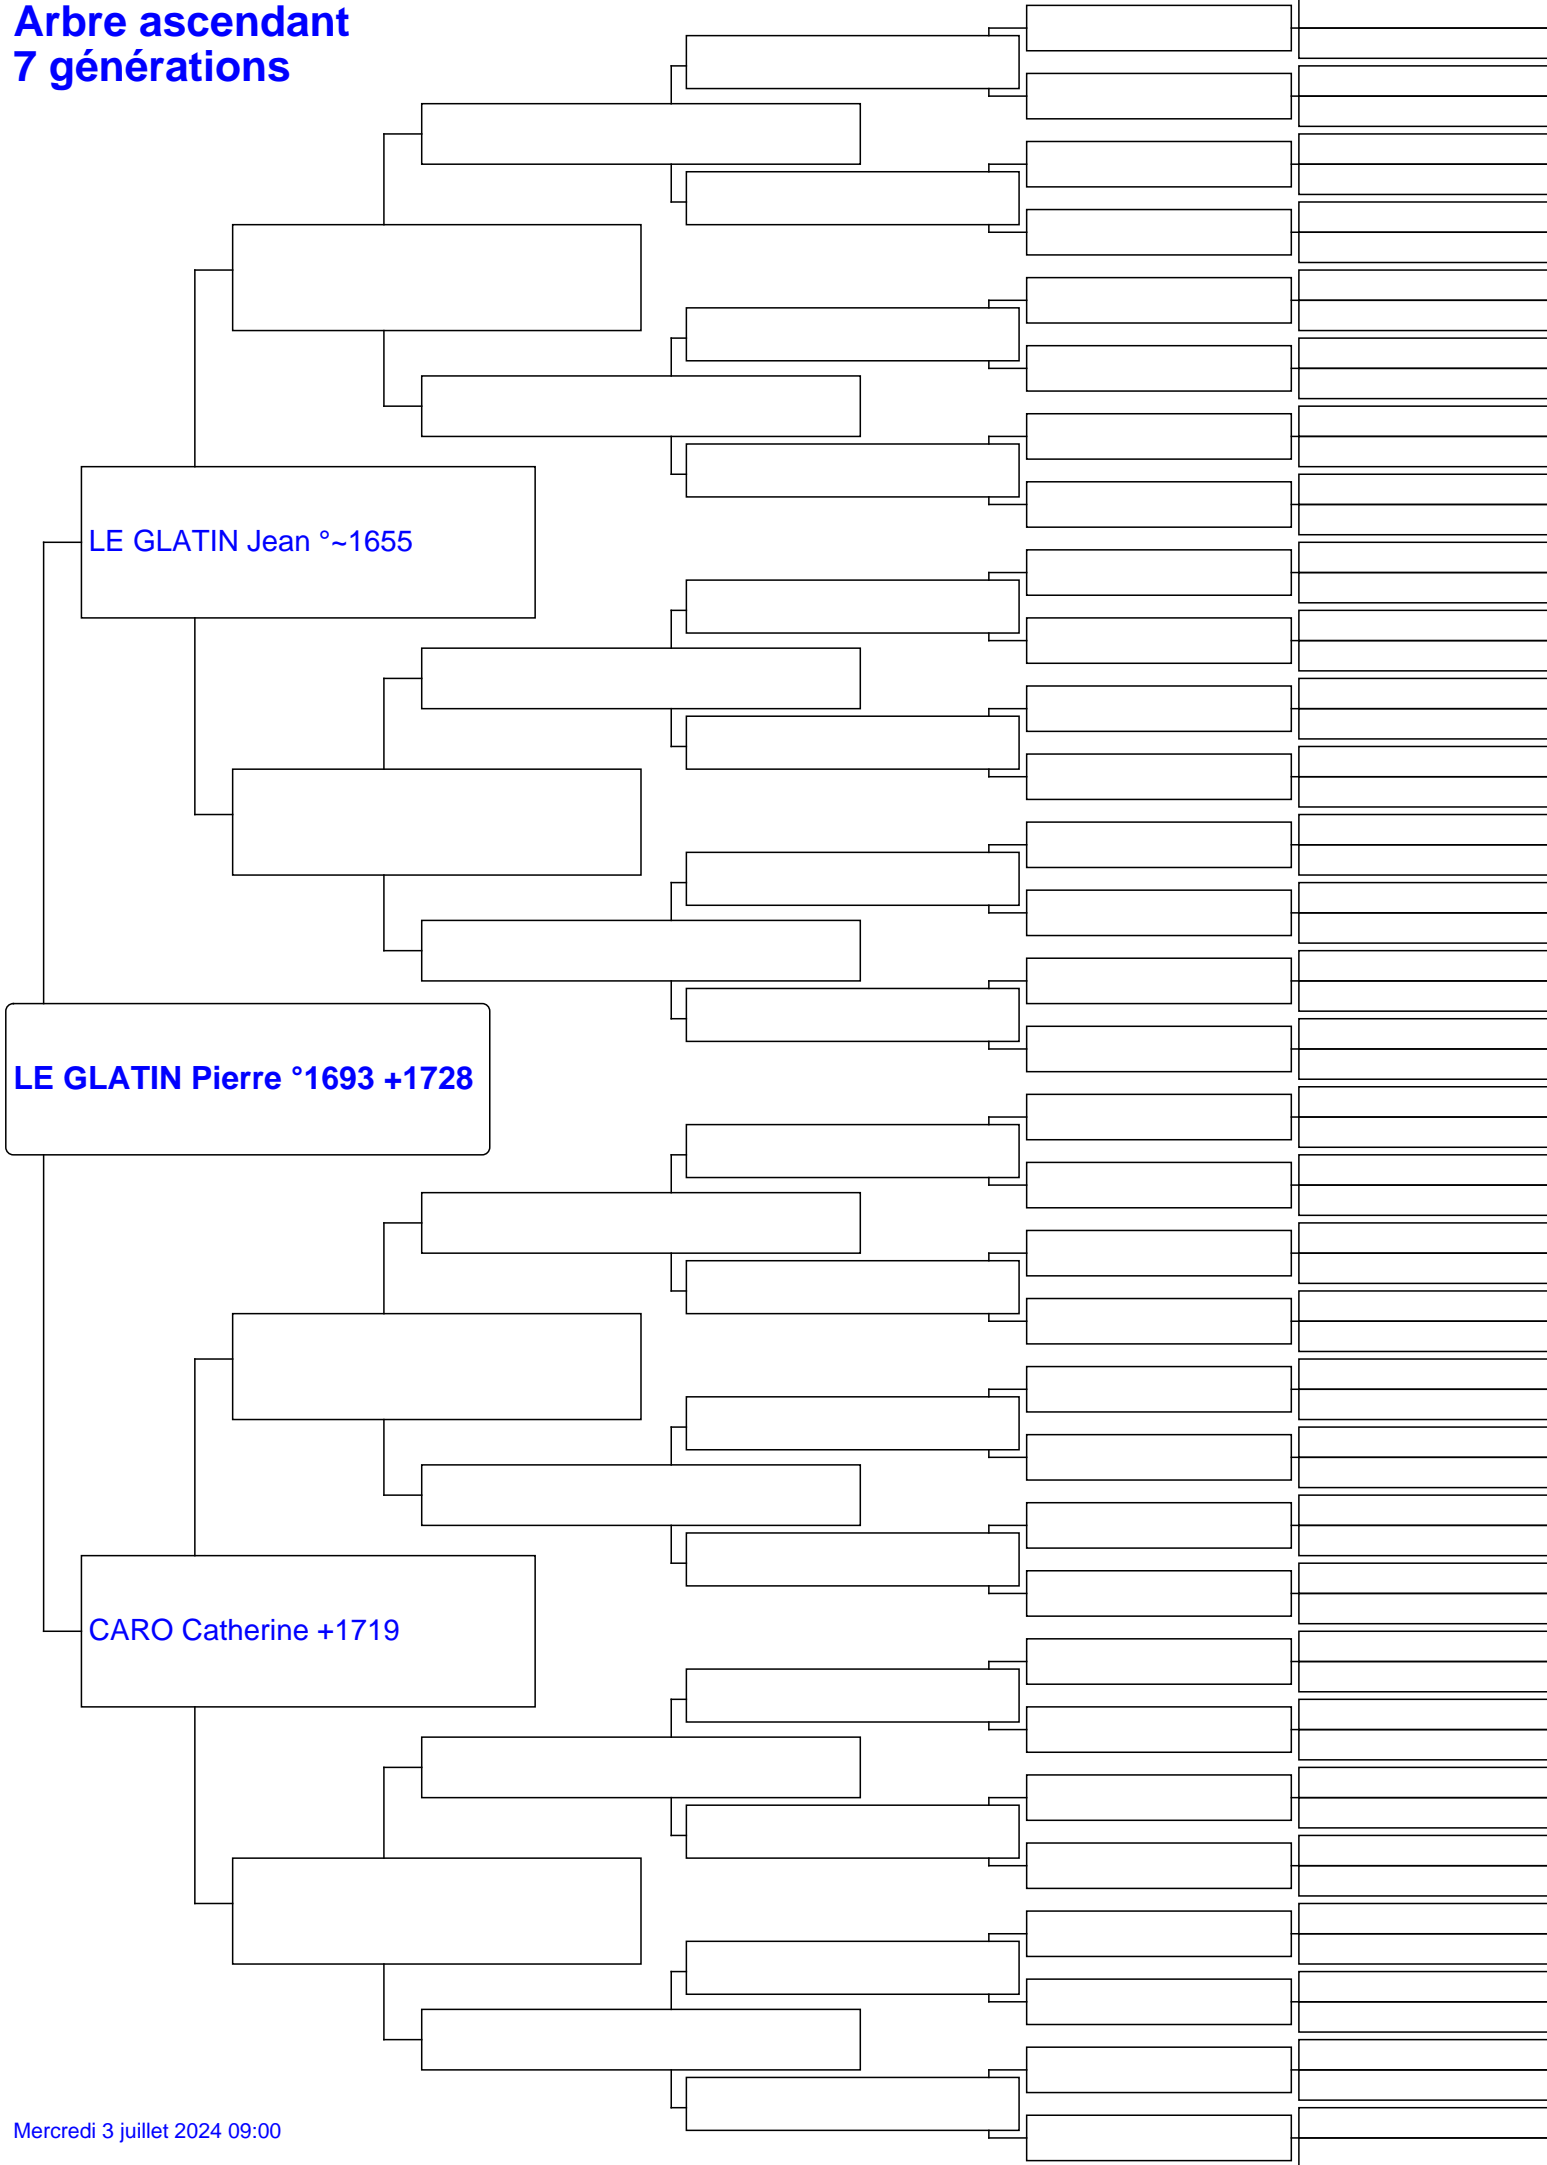 Arbre ascendant
7 générations
LE GLATIN Jean °~1655
LE GLATIN Pierre °1693 +1728
CARO Catherine +1719
Mercredi 3 juillet 2024 09:00